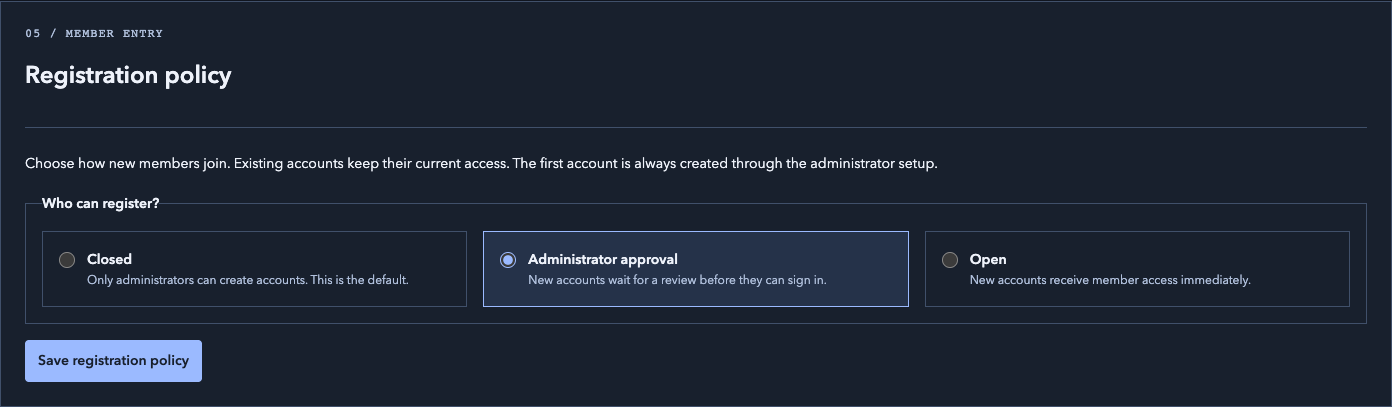 05 / MEMBER ENTRY
Registration policy
Choose how new members join. Existing accounts keep their current access. The first account is always created through the administrator setup.
Who can register?
Closed
Only administrators can create accounts. This is the default.
Administrator approval
New accounts wait for a review before they can sign in.
Open
New accounts receive member access immediately.
Save registration policy